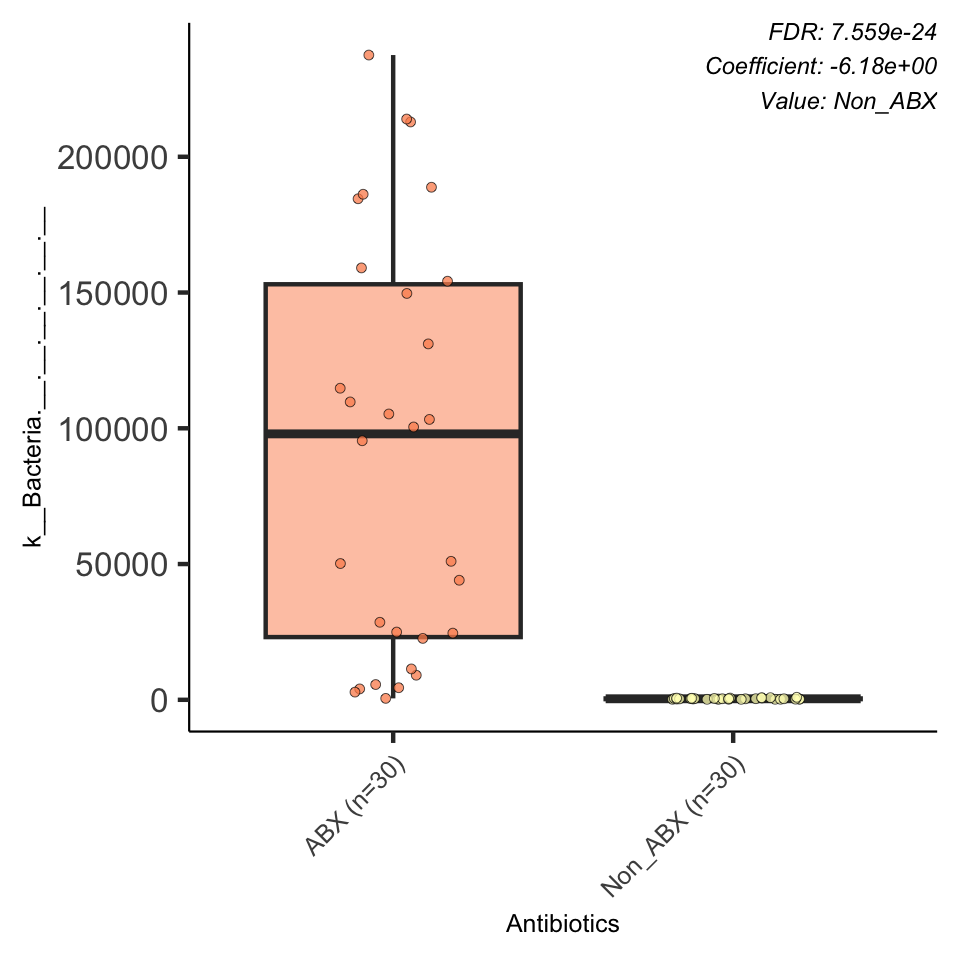 FDR: 7.559e-24
Coefficient: -6.18e+00
Value: Non_ABX
200000
150000
100000
50000
0
k__Bacteria.__.__.__.__.__
ABX (n=30)
Non_ABX (n=30)
Antibiotics